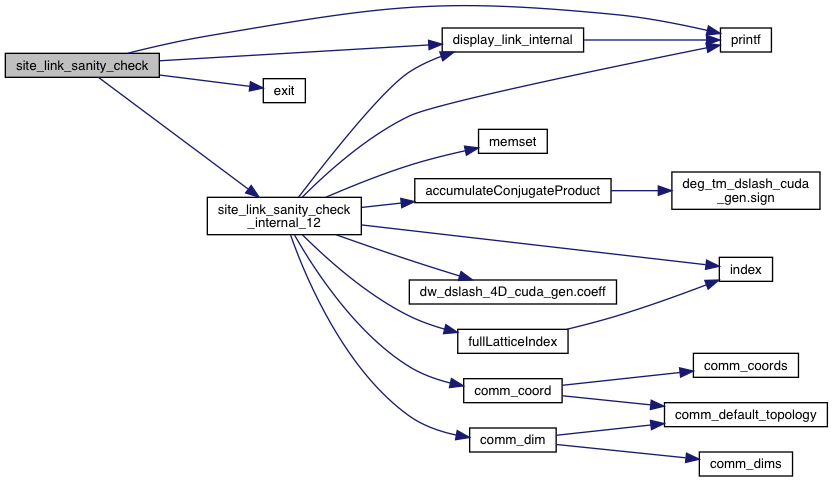 site_link_sanity_check
display_link_internal
printf
exit
memset
accumulateConjugateProduct
deg_tm_dslash_cuda
_gen.sign
site_link_sanity_check
_internal_12
index
dw_dslash_4D_cuda_gen.coeff
fullLatticeIndex
comm_coords
comm_coord
comm_default_topology
comm_dim
comm_dims